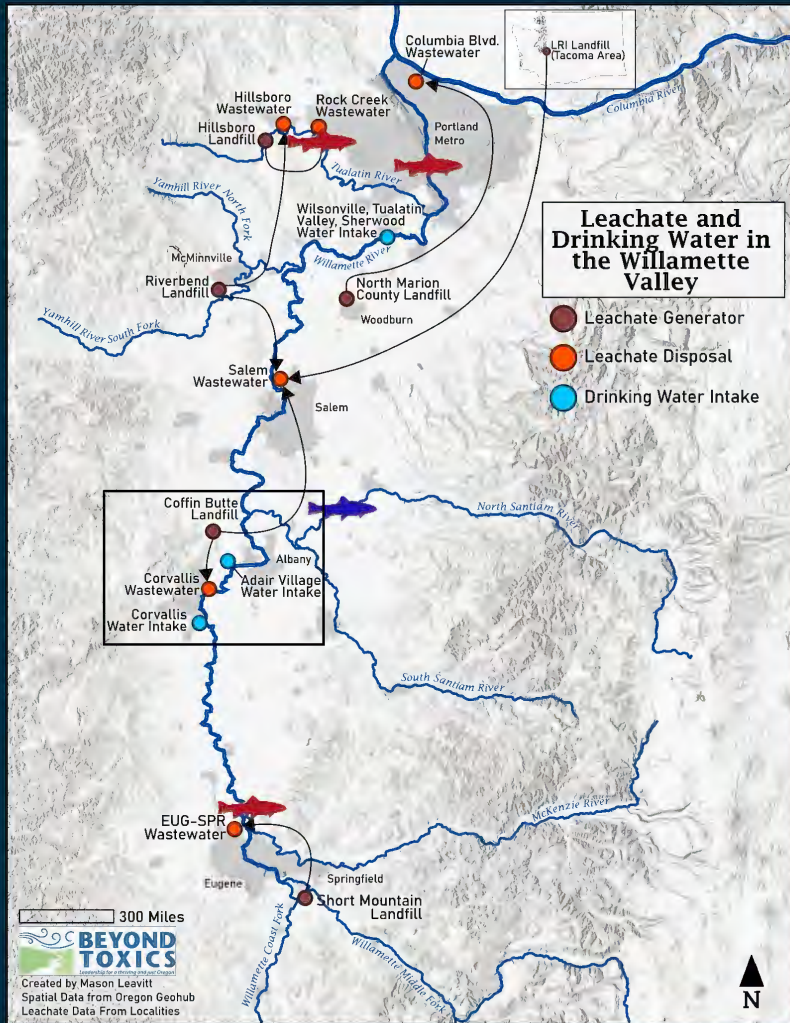 Columbia Blvd.
Wastewater
LRI Landfill
(Tacoma Area)
Columbia River
Hillsboro
Wastewater
Rock Creek
Wastewater
Hillsboro
Landfill
Portland
Metro
Tualatin River
Yamhill River North Fork
Wilsonville, Tualatin
Valley, Sherwood
Water Intake
Willamette River
McMinnville
Riverbend
Landfill
North Marion
County Landfill
Woodburn
Yamhill River South Fork
Leachate and
Drinking Water in
the Willamette
Valley
Leachate Generator
Leachate Disposal
Drinking Water Intake
Salem
Wastewater
Salem
Coffin Butte
Landfill
North Santiam River
Albany
Adair Village
Water Intake
Corvallis
Wastewater
Corvallis
Water Intake
South Santiam River
McKenzie River
EUG-SPR
Wastewater
Eugene
Springfield
Short Mountain
Landfill
Willamette Coast Fork
Willamette Middle Fork
300 Miles
BEYOND
TOXICS
Leadership for a thriving and just Oregon
Created by Mason Leavitt
Spatial Data from Oregon Geohub
Leachate Data From Localities
N